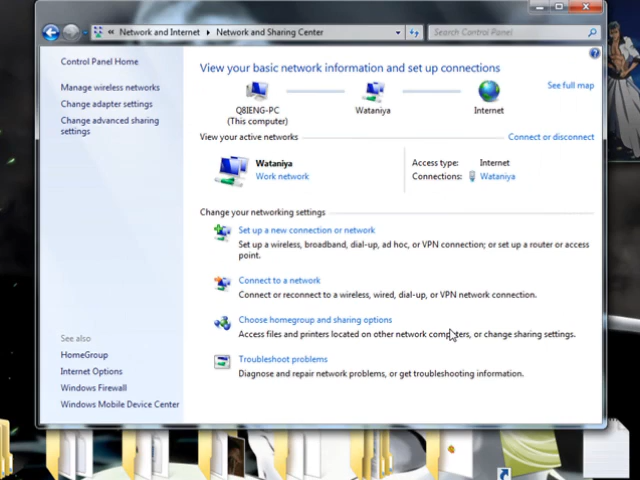 Network and Internet
Network and Sharing Center
Search Control Panel
Control Panel Home
Manage wireless networks
Change adapter settings
Change advanced sharing
settings
See also
HomeGroup
Internet Options
Windows Firewall
Windows Mobile Device Center
View your basic network information and set up connections
See full map
Q8IENG-PC
(This computer)
Wataniya
Internet
View your active networks
Connect or disconnect
Wataniya
Work network
Access type: Internet
Connections: Wataniya
Change your networking settings
Set up a new connection or network
Set up a wireless, broadband, dial-up, ad hoc, or VPN connection; or set up a router or access
point.
Connect to a network
Connect or reconnect to a wireless, wired, dial-up, or VPN network connection.
Choose homegroup and sharing options
Access files and printers located on other network computers, or change sharing settings.
Troubleshoot problems
Diagnose and repair network problems, or get troubleshooting information.